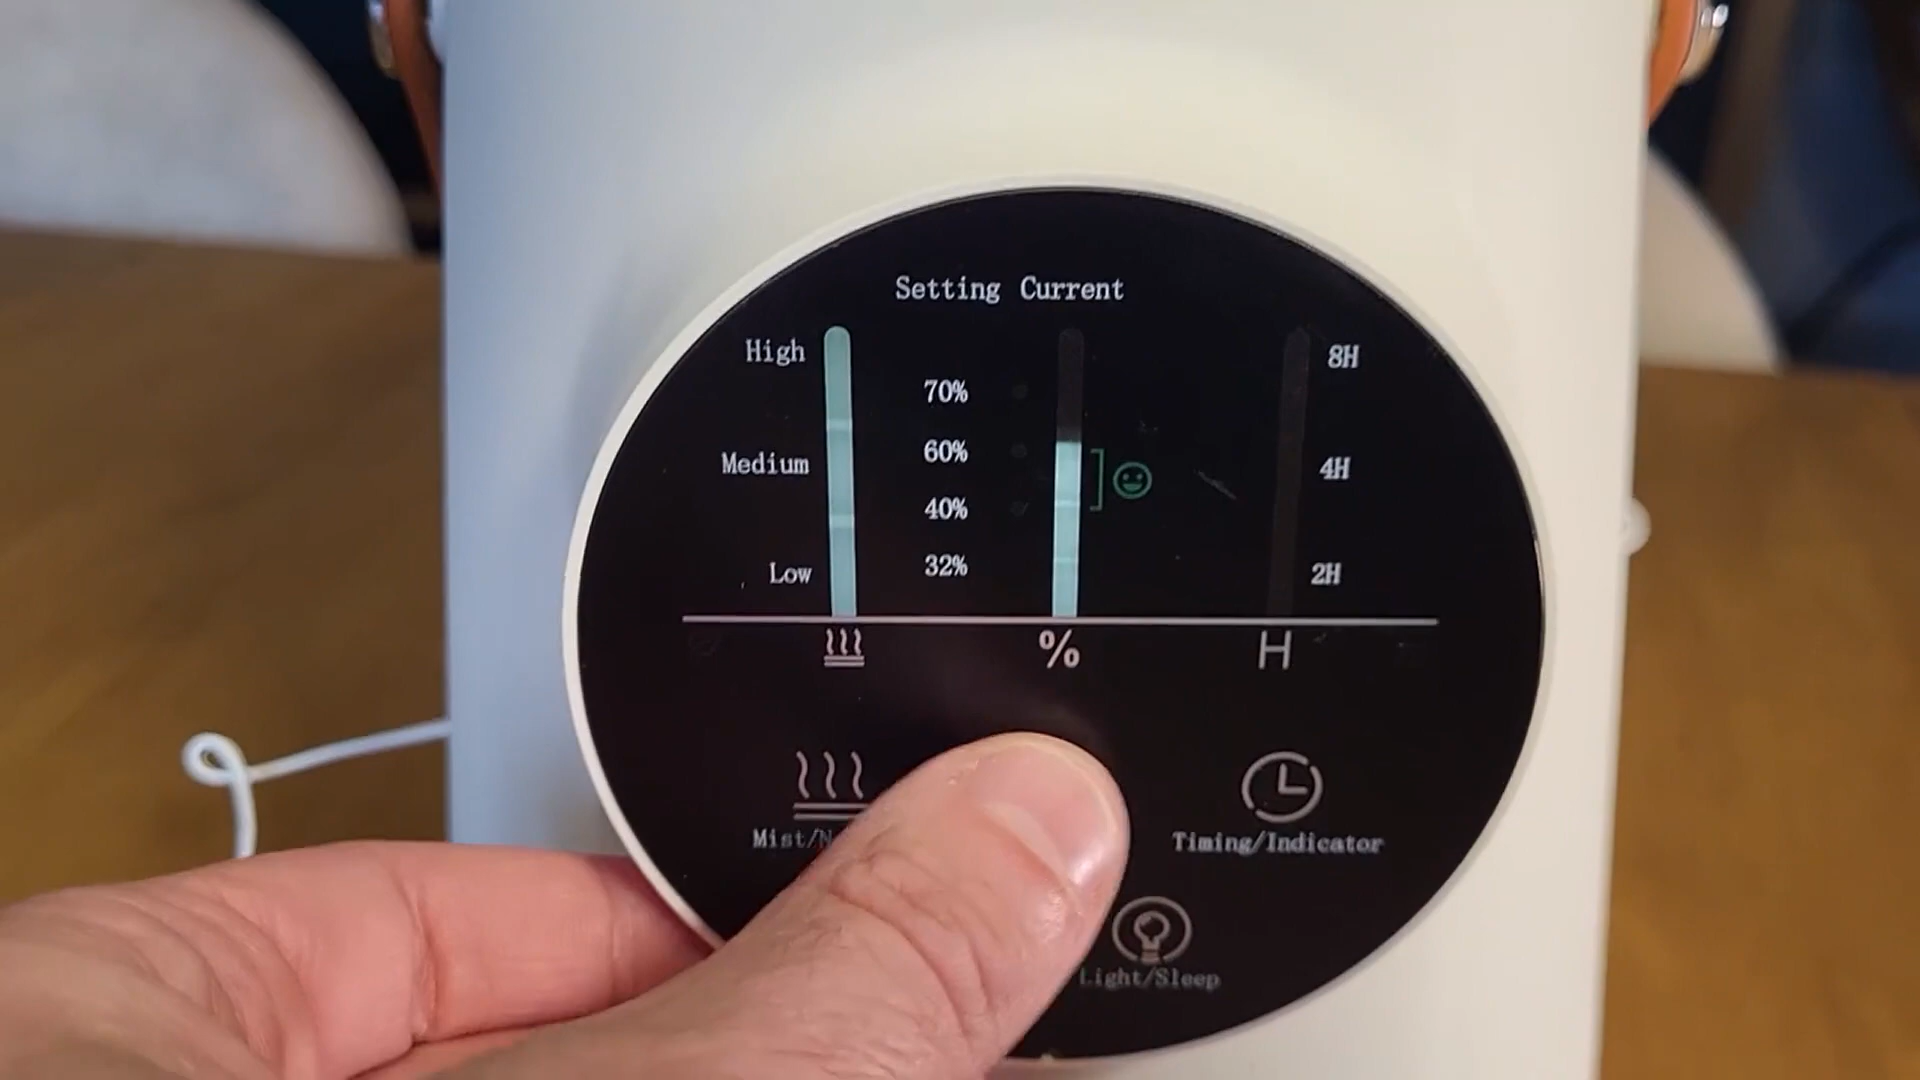 Setting Current
High
70%
8H
60%
Medium
4H
40%
Low
32%
2H
%
H
Timing/Indicator
Light/Sleep